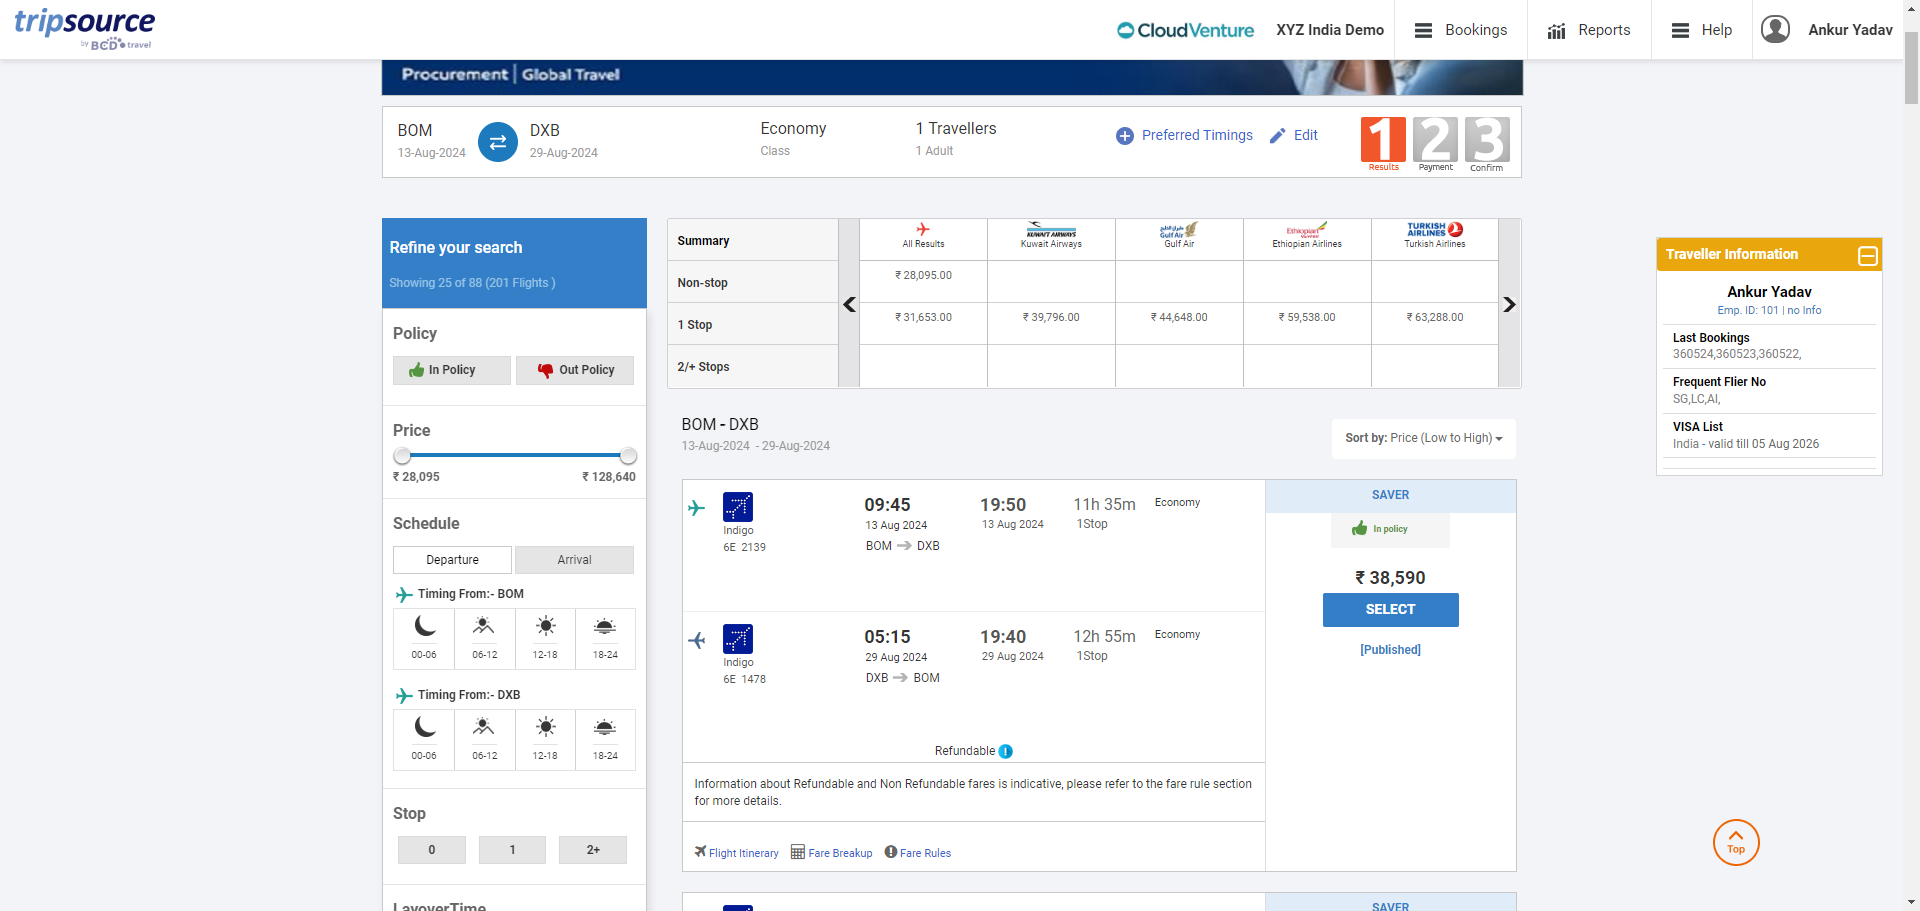 tripsource
by BCD travel
CloudVenture
XYZ India Demo
Bookings
Reports
Help
Ankur Yadav
Procurement | Global Travel
BOM
13-Aug-2024
DXB
29-Aug-2024
Economy
Class
1 Travellers
1 Adult
Preferred Timings
Edit
1
Results
2
Payment
3
Confirm
Refine your search
Showing 25 of 88 (201 Flights )
Policy
In Policy
Out Policy
Price
₹ 28,095
₹ 128,640
Schedule
Departure
Arrival
Timing From:- BOM
00-06
06-12
12-18
18-24
Timing From:- DXB
00-06
06-12
12-18
18-24
Stop
0
1
2+
LayoverTime
Summary
All Results
KUWAIT AIRWAYS
Kuwait Airways
GULF AIR
Gulf Air
Ethiopian
Ethiopian Airlines
TURKISH
AIRLINES
Turkish Airlines
Non-stop
₹ 28,095.00
1 Stop
₹ 31,653.00
₹ 39,796.00
₹ 44,648.00
₹ 59,538.00
₹ 63,288.00
2/+ Stops
BOM - DXB
13-Aug-2024 - 29-Aug-2024
Sort by: Price (Low to High)
Indigo
6E 2139
09:45
13 Aug 2024
BOM DXB
19:50
13 Aug 2024
11h 35m
1Stop
Economy
Indigo
6E 1478
05:15
29 Aug 2024
DXB BOM
19:40
29 Aug 2024
12h 55m
1Stop
Economy
Refundable
Information about Refundable and Non Refundable fares is indicative, please refer to the fare rule section
for more details.
Flight Itinerary
Fare Breakup
Fare Rules
SAVER
In policy
₹ 38,590
SELECT
[Published]
SAVER
Traveller Information
Ankur Yadav
Emp. ID: 101 | no Info
Last Bookings
360524,360523,360522,
Frequent Flier No
SG,LC,AI,
VISA List
India - valid till 05 Aug 2026
Top